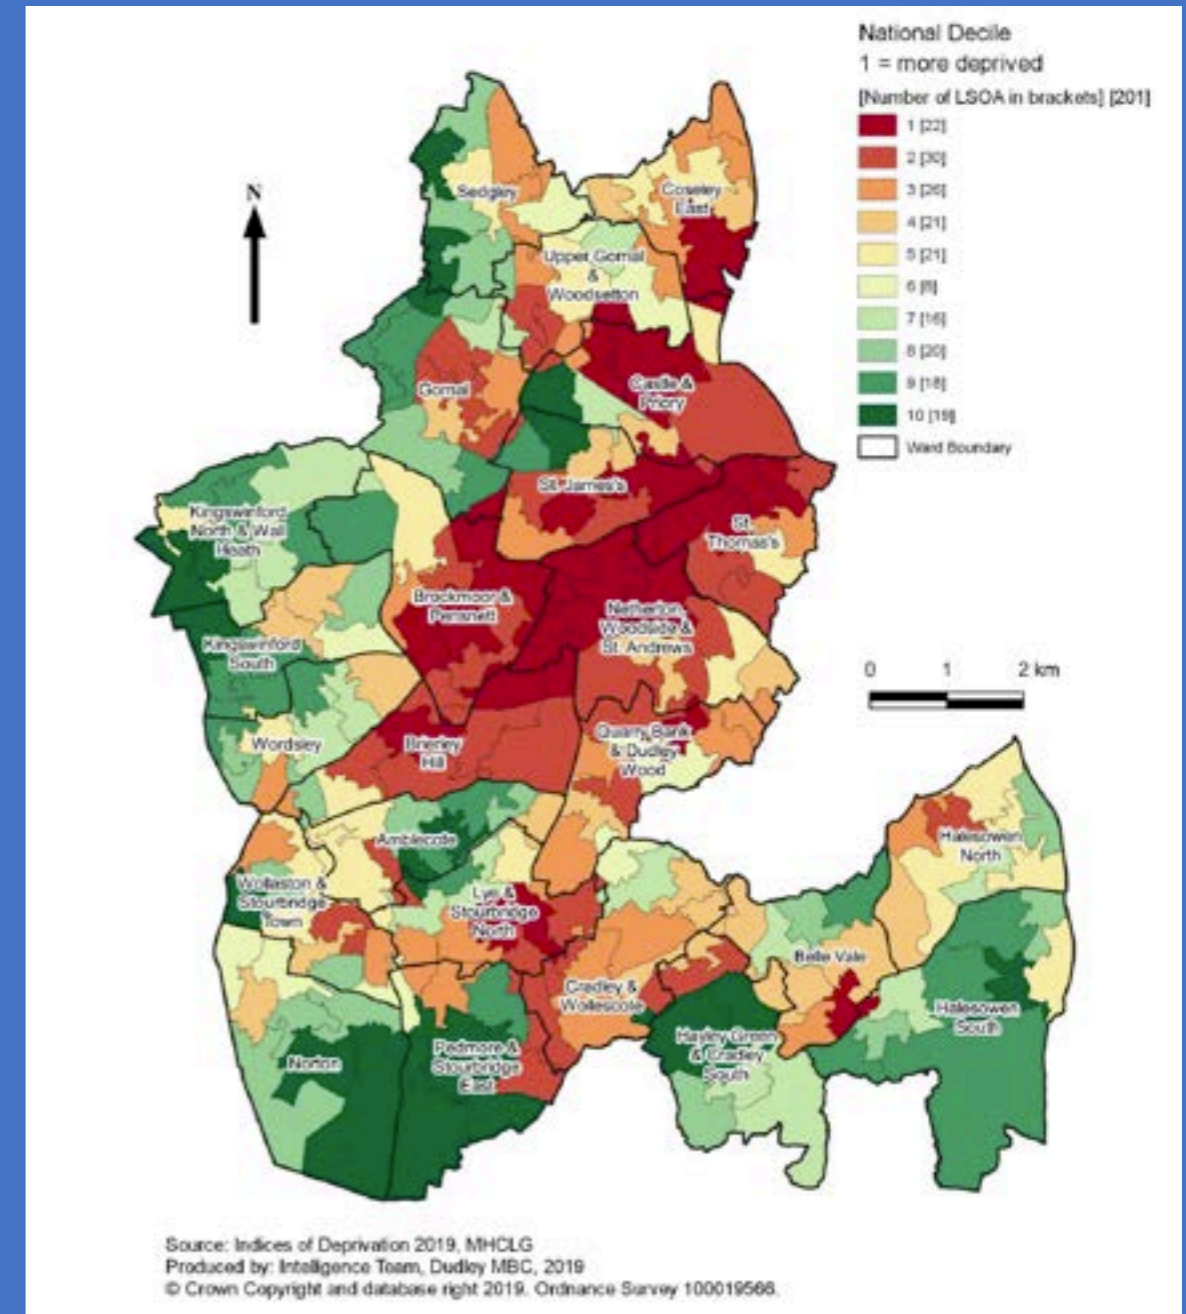 National Decile
1 = more deprived
[Number of LSOA in brackets] [201]
1 [22]
2 [30]
3 [26]
4 [21]
5 [21]
6 [8]
7 [16]
8 [20]
9 [18]
10 [19]
Ward Boundary
N
Sedgley
Coseley
East
Upper Gornal
&
Woodsetton
Gornal
Castle &
Priory
St. James's
Kingswinford
North & Wall
Heath
St.
Thomas's
Brockmoor &
Pensnett
Netherton,
Woodside &
St. Andrews
Kingswinford
South
0 1 2 km
Wordsley
Brierley
Hill
Quarry Bank
& Dudley
Wood
Amblecote
Halesowen
North
Wollaston &
Stourbridge
Town
Lye &
Stourbridge
North
Belle Vale
Cradley &
Wollescote
Halesowen
South
Hayley Green
& Cradley
South
Norton
Pedmore &
Stourbridge
East
Source: Indices of Deprivation 2019, MHCLG
Produced by: Intelligence Team, Dudley MBC, 2019
© Crown Copyright and database right 2019. Ordnance Survey 100019566.